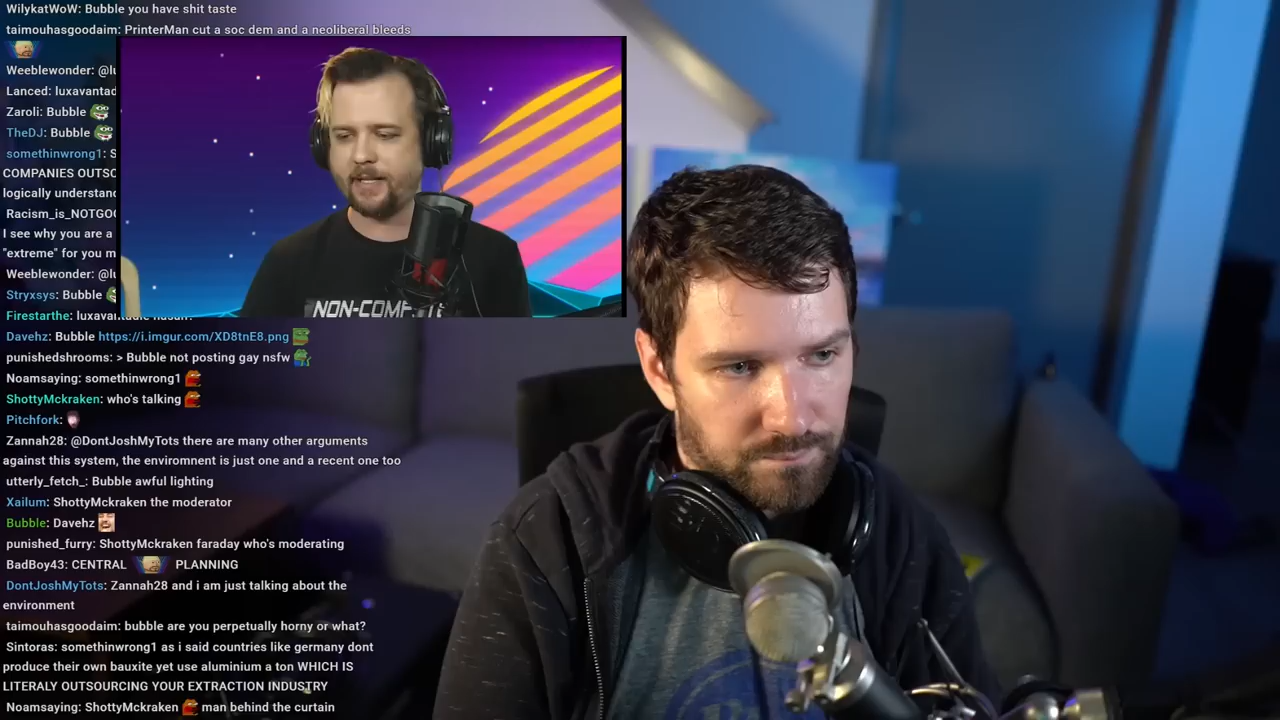 WilykatWoW: Bubble you have shit taste
taimouhasgoodaim: PrinterMan cut a soc dem and a neoliberal bleeds
Weeblewonder: @lu
Lanced: luxavantad
Zaroli: Bubble
TheDJ: Bubble
somethinwrong1: S
COMPANIES OUTSO
logically understanc
Racism_is_NOTGOO
I see why you are a
"extreme" for you m
Weeblewonder: @lu
Stryxsys: Bubble
Firestarthe:
NON-COMPETE
Davehz: Bubble https://i.imgur.com/XD8tnE8.png
punishedshrooms: > Bubble not posting gay nsfw
Noamsaying: somethinwrong1
ShottyMckraken: who's talking
Pitchfork:
Zannah28: @DontJoshMyTots there are many other arguments
against this system, the enviromnent is just one and a recent one too
utterly_fetch_: Bubble awful lighting
Xailum: ShottyMckraken the moderator
Bubble: Davehz
punished_furry: ShottyMckraken faraday who's moderating
BadBoy43: CENTRAL PLANNING
DontJoshMyTots: Zannah28 and i am just talking about the
environment
taimouhasgoodaim: bubble are you perpetually horny or what?
Sintoras: somethinwrong1 as i said countries like germany dont
produce their own bauxite yet use aluminium a ton WHICH IS
LITERALY OUTSOURCING YOUR EXTRACTION INDUSTRY
Noamsaying: ShottyMckraken man behind the curtain